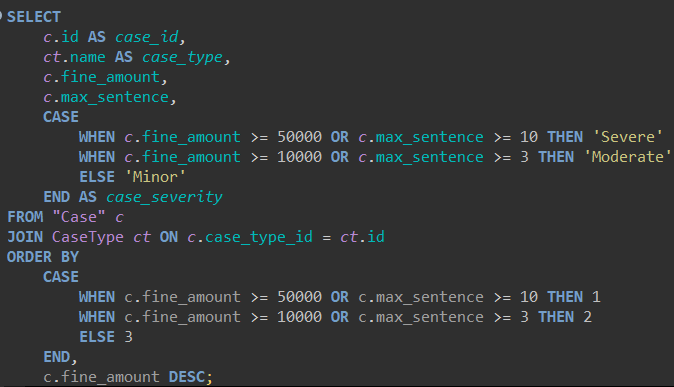 SELECT
    c.id AS case_id,
    ct.name AS case_type,
    c.fine_amount,
    c.max_sentence,
    CASE
        WHEN c.fine_amount >= 50000 OR c.max_sentence >= 10 THEN 'Severe'
        WHEN c.fine_amount >= 10000 OR c.max_sentence >= 3 THEN 'Moderate'
        ELSE 'Minor'
    END AS case_severity
FROM "Case" c
JOIN CaseType ct ON c.case_type_id = ct.id
ORDER BY
    CASE
        WHEN c.fine_amount >= 50000 OR c.max_sentence >= 10 THEN 1
        WHEN c.fine_amount >= 10000 OR c.max_sentence >= 3 THEN 2
        ELSE 3
    END,
    c.fine_amount DESC;